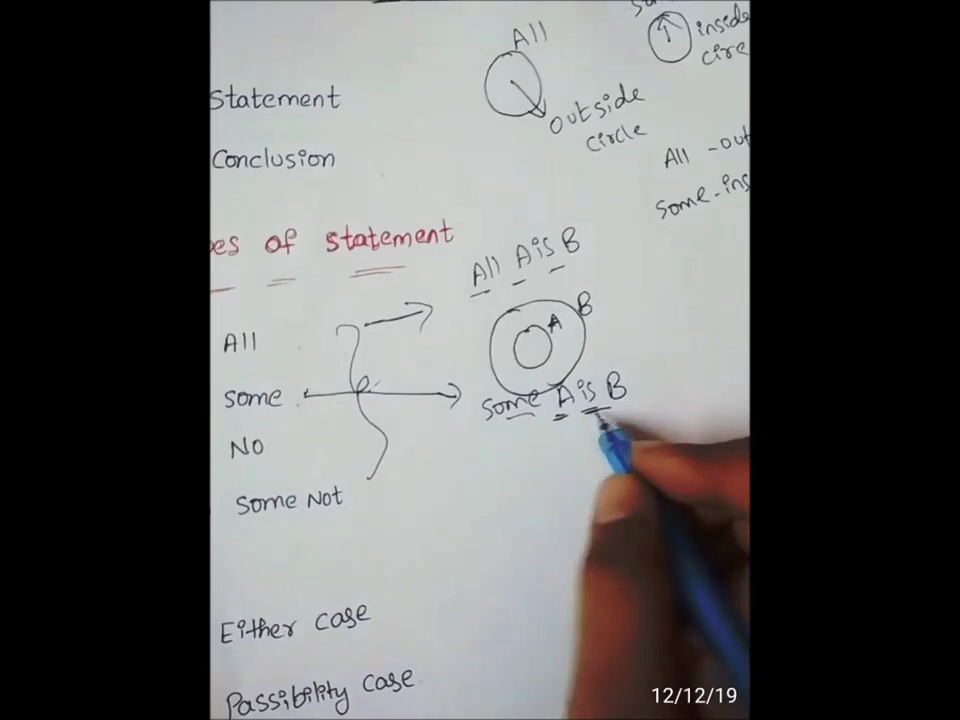 All
inside
circ
Statement
outside
circle
Conclusion
All - out
some - ins
es of statement
All A is B
B
A
All
some
some A is B
No
Some Not
Either case
Passibility case
12/12/19